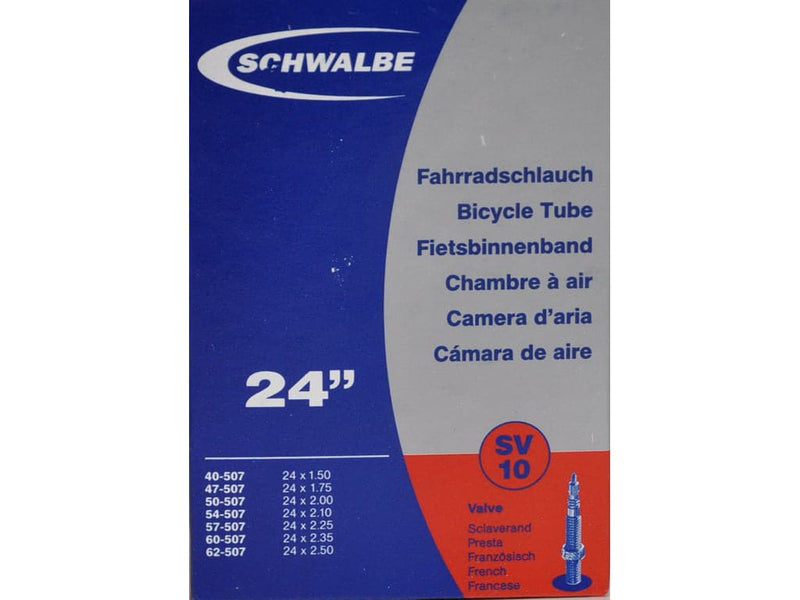 SCHWALBE
Fahrradschlauch
Bicycle Tube
Fietsbinnenband
Chambre à air
Camera d'aria
Cámara de aire
24”
40-507 24 x 1.50
47-507 24 x 1.75
50-507 24 x 2.00
54-507 24 x 2.10
57-507 24 x 2.25
60-507 24 x 2.35
62-507 24 x 2.50
SV
10
Valve
Sclaverand
Presta
Französisch
French
Francese